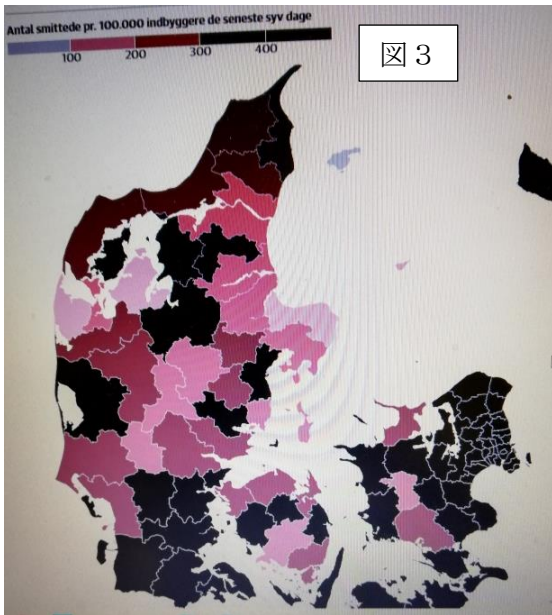 Antal smittede pr. 100.000 indbyggere de seneste syv dage
図３
100 200 300 400